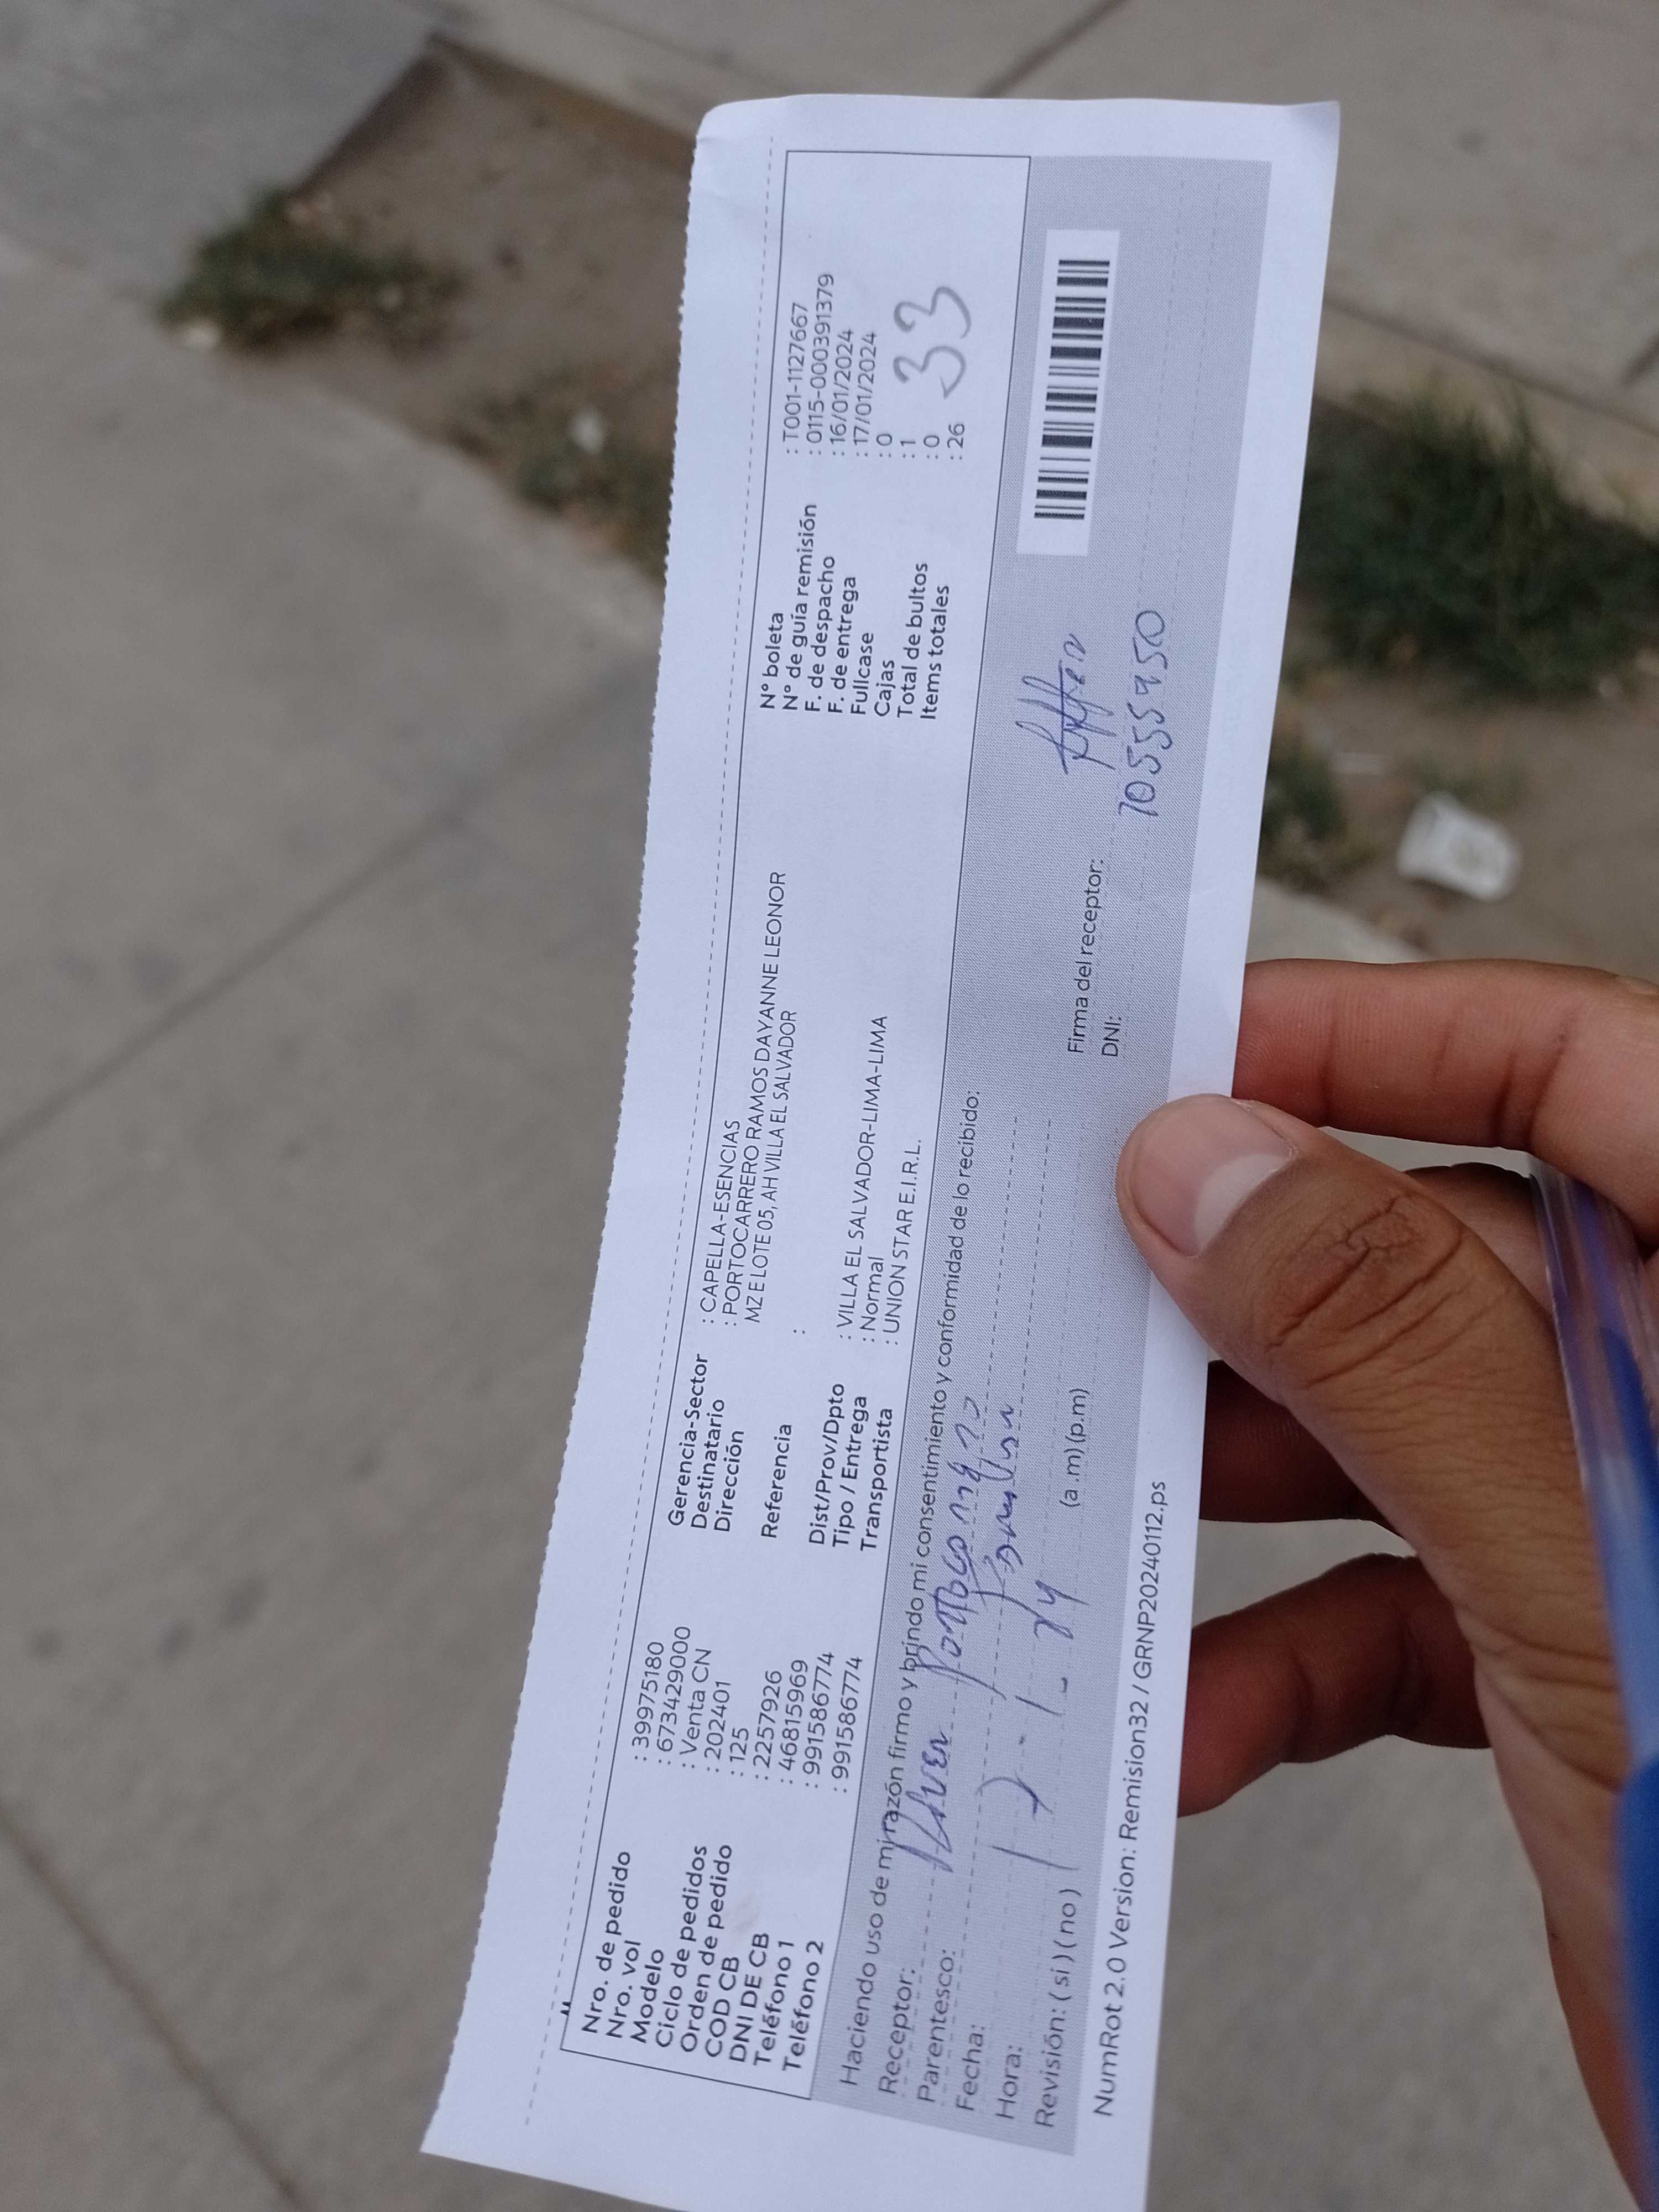 Nro. de pedido : 39975180
Nro. vol : 673429000
Modelo : Venta CN
Ciclo de pedidos : 202401
Orden de pedido : 125
COD CB : 2257926
DNI DE CB : 46815969
Teléfono 1 : 991586774
Teléfono 2 : 991586774
Gerencia-Sector : CAPELLA-ESENCIAS
Destinatario : PORTOCARRERO RAMOS DAYANNE LEONOR
Dirección MZ E LOTE 05, AH VILLA EL SALVADOR
Referencia :
Dist/Prov/Dpto : VILLA EL SALVADOR-LIMA-LIMA
Tipo / Entrega : Normal
Transportista : UNION STAR E.I.R.L.
N° boleta : T001-1127667
N° de guía remisión : 0115-0000391379
F. de despacho : 16/01/2024
F. de entrega : 17/01/2024
Fullcase : 0
Cajas : 1
Total de bultos : 0
Items totales : 26
33
Haciendo uso de mi razón firmo y brindo mi consentimiento y conformidad de lo recibido:
Receptor:
Parentesco:
Fecha:
Hora: (a.m) (p.m)
Revisión: ( si ) ( no )
Firma del receptor:
DNI: 70555950
NumRot 2.0 Version: Remision32 / GRNP20240112.ps